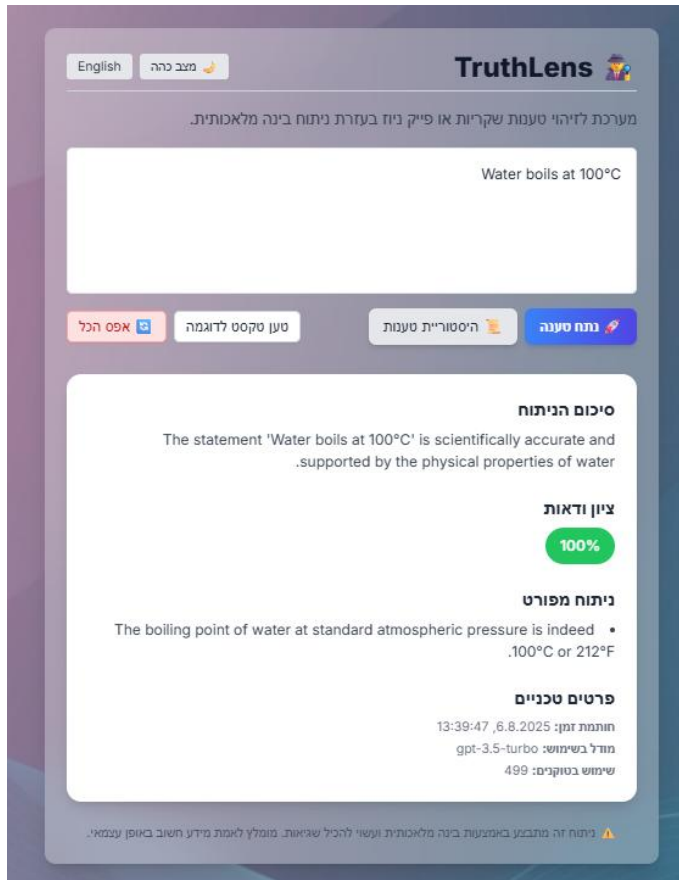 🕵️ TruthLens
🌙 מצב כהה
English
מערכת לזיהוי טענות שקריות או פייק ניוז בעזרת ניתוח בינה מלאכותית.
Water boils at 100°C
🚀 נתח טענה
📜 היסטוריית טענות
טען טקסט לדוגמה
🔄 אפס הכל
סיכום הניתוח
The statement 'Water boils at 100°C' is scientifically accurate and
supported by the physical properties of water.
ציון ודאות
100%
ניתוח מפורט
• The boiling point of water at standard atmospheric pressure is indeed
100°C or 212°F.
פרטים טכניים
חותמת זמן: 6.8.2025, 13:39:47
מודל בשימוש: gpt-3.5-turbo
שימוש בטוקנים: 499
⚠️ ניתוח זה מתבצע באמצעות בינה מלאכותית ועשוי להכיל שגיאות. מומלץ לאמת מידע חשוב באופן עצמאי.